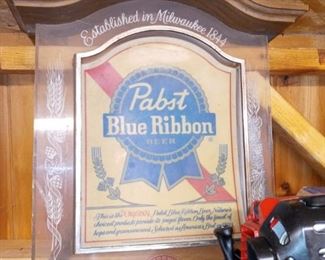 Established in Milwaukee 1844
Pabst
Blue Ribbon
BEER
This is the ORIGINAL Pabst Blue Ribbon Beer. Nature's
choicest products provide its prized flavor. Only the finest of
hops and grains are used. Selected as America's Best in